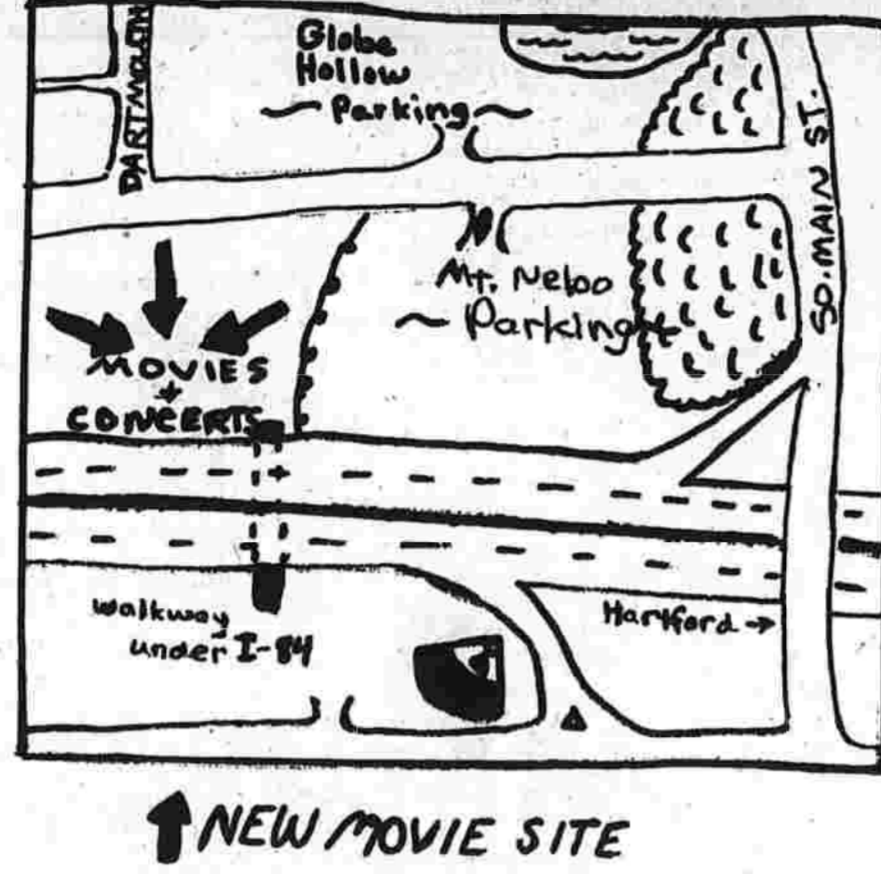 DARTMOUTH
Globe
Hollow
~ Parking ~
SO. MAIN ST.
Mt. Nebo
~ Parking ~
MOVIES
+
CONCERTS
Walkway
under I-84
Hartford →
NEW MOVIE SITE